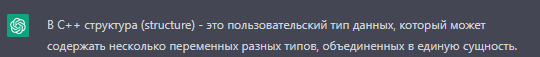 В C++ структура (structure) - это пользовательский тип данных, который может
содержать несколько переменных разных типов, объединенных в единую сущность.